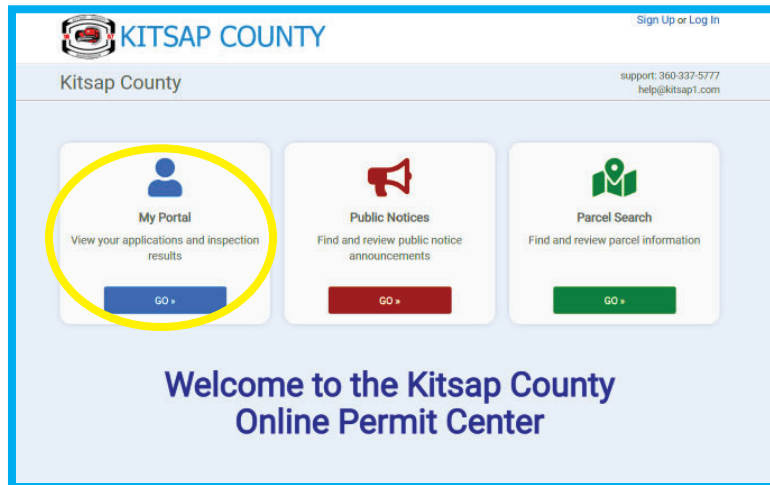 KITSAP COUNTY
Sign Up or Log In
Kitsap County
support: 360-337-5777
help@kitsap1.com
My Portal
View your applications and inspection
results
GO »
Public Notices
Find and review public notice
announcements
GO »
Parcel Search
Find and review parcel information
GO »
Welcome to the Kitsap County
Online Permit Center